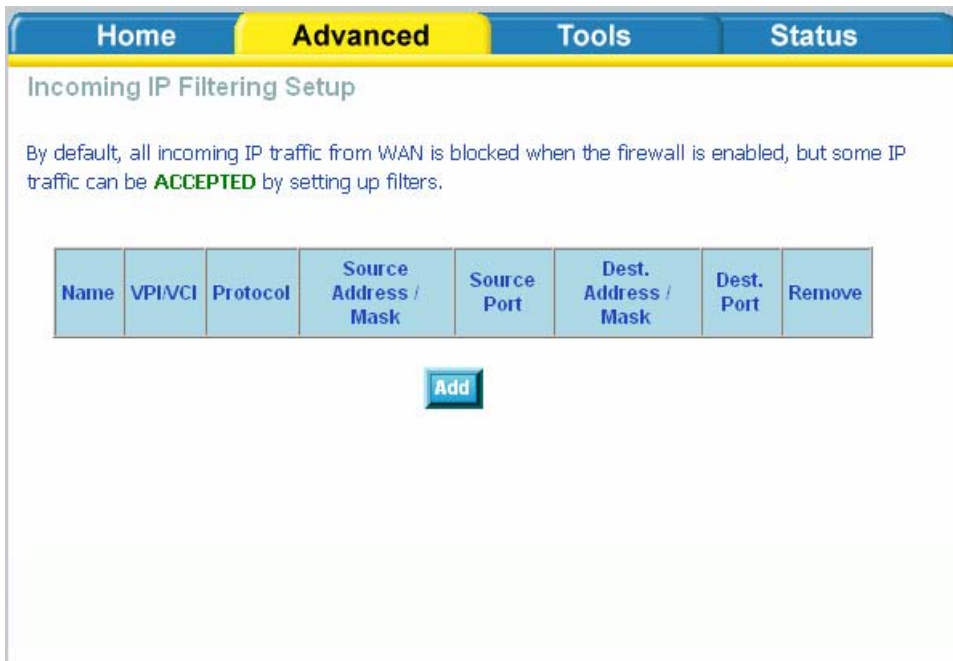 Home Advanced Tools Status
Incoming IP Filtering Setup
By default, all incoming IP traffic from WAN is blocked when the firewall is enabled, but some IP
traffic can be ACCEPTED by setting up filters.
Name VPI/VCI Protocol Source Address / Mask Source Port Dest. Address / Mask Dest. Port Remove
Add